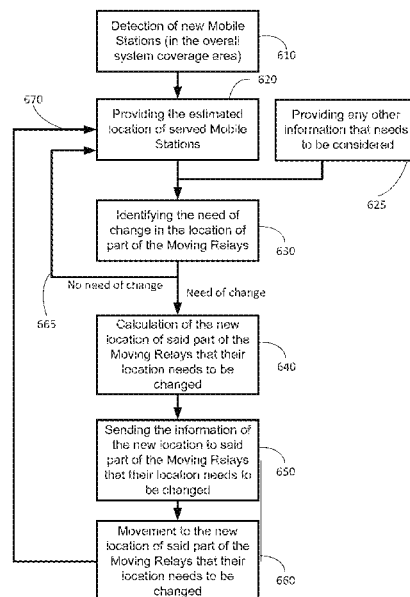 Detection of new Mobile
Stations (in the overall
system coverage area)
610
670
620
Providing the estimated
location of served Mobile
Stations
Providing any other
information that needs
to be considered
625
Identifying the need of
change in the location of
part of the Moving Relays
630
No need of change
Need of change
665
Calculation of the new
location of said part of the
Moving Relays that their
location needs to be
changed
640
Sending the information of
the new location to said
part of the Moving Relays
that their location needs to
be changed
650
Movement to the new
location of said part of the
Moving Relays that their
location needs to be
changed
660